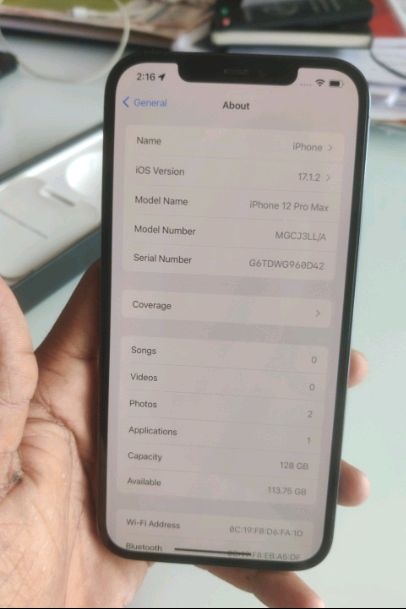 2:16
General
About
Name iPhone
iOS Version 17.1.2
Model Name iPhone 12 Pro Max
Model Number MGCJ3LL/A
Serial Number G6TDWG960D42
Coverage
Songs 0
Videos 0
Photos 2
Applications 1
Capacity 128 GB
Available 113.75 GB
Wi-Fi Address 0C:19:F8:D6:FA:1D
Bluetooth